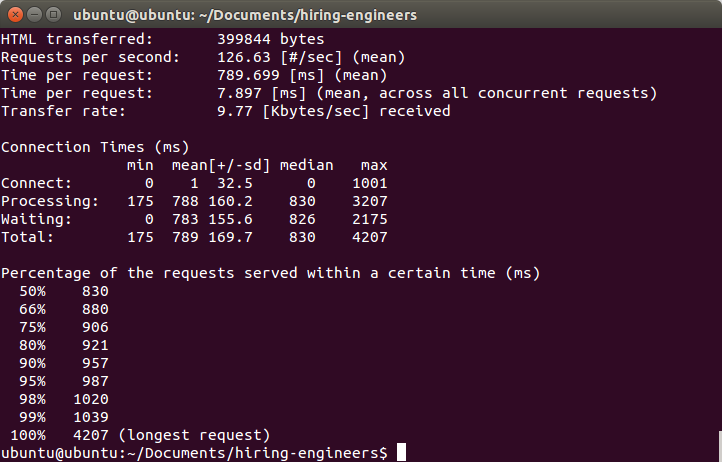 ubuntu@ubuntu: ~/Documents/hiring-engineers
HTML transferred:       399844 bytes
Requests per second:    126.63 [#/sec] (mean)
Time per request:       789.699 [ms] (mean)
Time per request:       7.897 [ms] (mean, across all concurrent requests)
Transfer rate:          9.77 [Kbytes/sec] received

Connection Times (ms)
              min  mean[+/-sd] median   max
Connect:        0    1  32.5      0    1001
Processing:   175  788 160.2    830    3207
Waiting:        0  783 155.6    826    2175
Total:        175  789 169.7    830    4207

Percentage of the requests served within a certain time (ms)
  50%    830
  66%    880
  75%    906
  80%    921
  90%    957
  95%    987
  98%   1020
  99%   1039
 100%   4207 (longest request)
ubuntu@ubuntu:~/Documents/hiring-engineers$